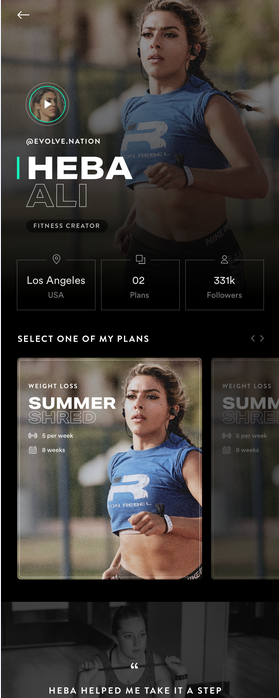 @EVOLVE.NATION
HEBA
ALI
FITNESS CREATOR
Los Angeles
USA
02
Plans
331k
Followers
SELECT ONE OF MY PLANS
WEIGHT LOSS
SUMMER
SHRED
5 per week
8 weeks
REBEL
WEIGHT LOSS
SUMM
SHRED
5 per week
8 weeks
“
HEBA HELPED ME TAKE IT A STEP